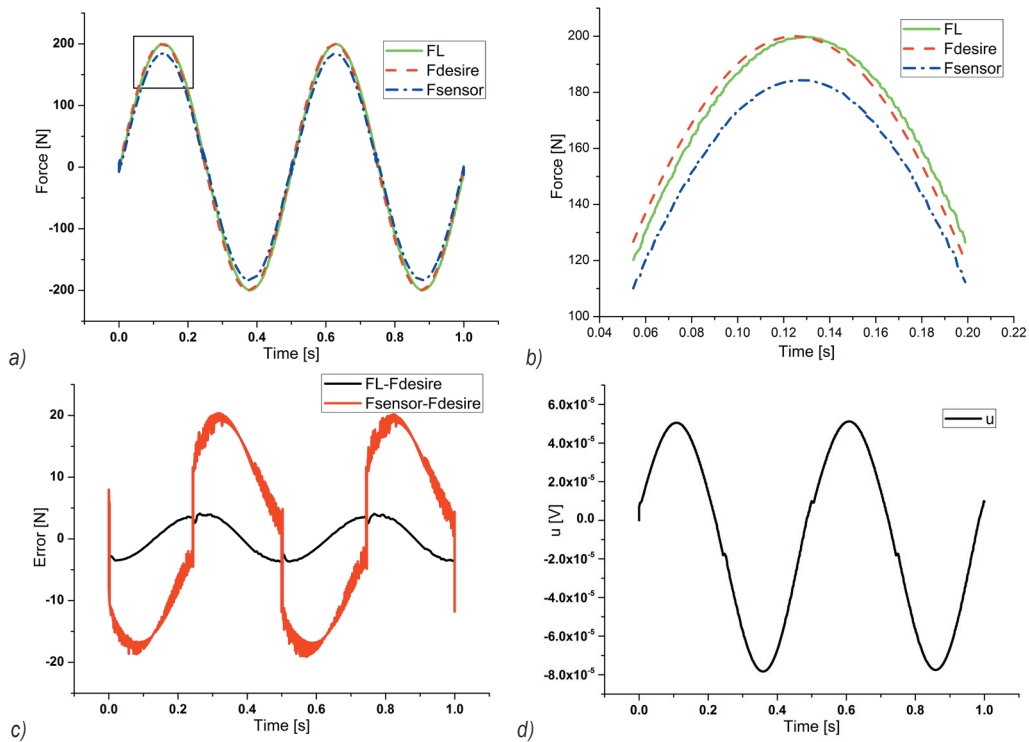 200
100
0
-100
-200
Force [N]
0.0
0.2
0.4
0.6
0.8
1.0
Time [s]
FL
Fdesire
Fsensor
a)
200
180
160
140
120
100
Force [N]
0.04
0.06
0.08
0.10
0.12
0.14
0.16
0.18
0.20
0.22
Time [s]
FL
Fdesire
Fsensor
b)
FL-Fdesire
Fsensor-Fdesire
20
10
0
-10
-20
Error [N]
0.0
0.2
0.4
0.6
0.8
1.0
Time [s]
c)
6.0x10⁻⁵
4.0x10⁻⁵
2.0x10⁻⁵
0.0
-2.0x10⁻⁵
-4.0x10⁻⁵
-6.0x10⁻⁵
-8.0x10⁻⁵
u [V]
0.0
0.2
0.4
0.6
0.8
1.0
Time [s]
u
d)